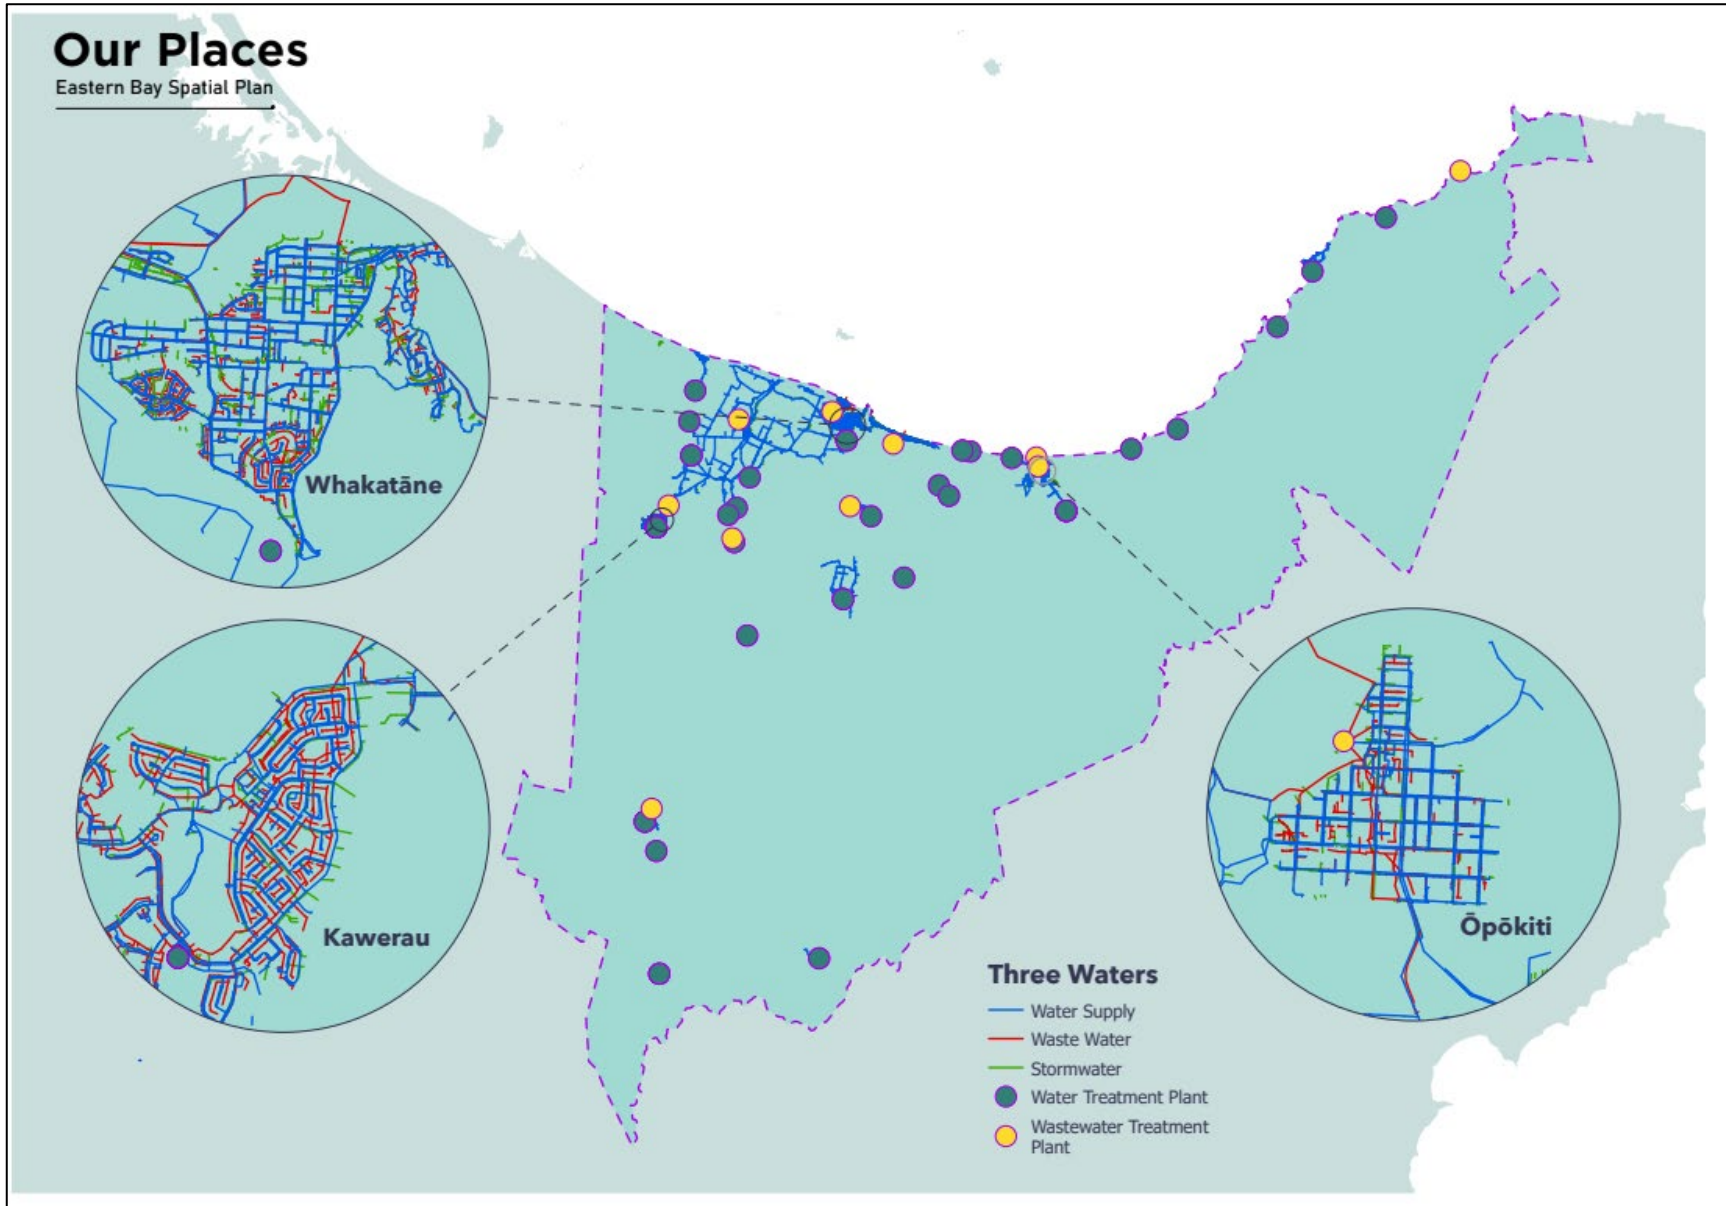 Our Places
Eastern Bay Spatial Plan
Whakatāne
Kawerau
Ōpōkiti
Three Waters
Water Supply
Waste Water
Stormwater
Water Treatment Plant
Wastewater Treatment
Plant